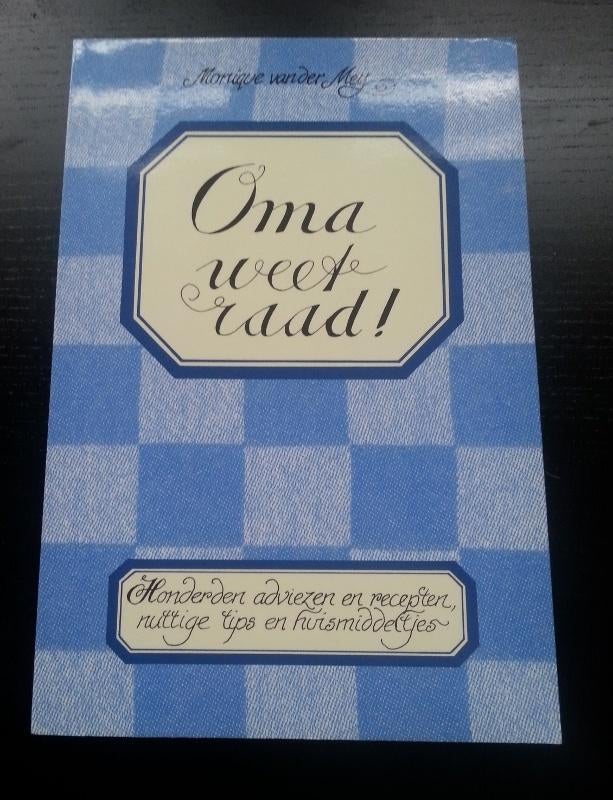 Monique van der Meij
Oma
weet
raad!
Honderden adviezen en recepten,
nuttige tips en huismiddeltjes